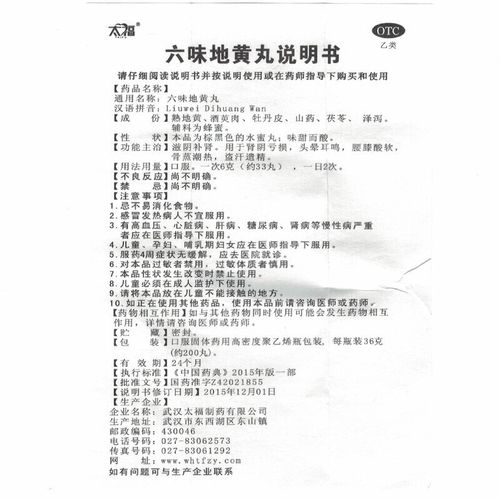 太福
OTC
乙类
六味地黄丸说明书
请仔细阅读说明书并按说明使用或在药师指导下购买和使用
【药品名称】
通用名称：六味地黄丸
汉语拼音：Liuwei Dihuang Wan
【成 份】熟地黄、酒萸肉、牡丹皮、山药、茯苓、泽泻。
辅料为蜂蜜。
【性 状】本品为棕黑色的水蜜丸；味甜而酸。
【功能主治】滋阴补肾。用于肾阴亏损，头晕耳鸣，腰膝酸软，
骨蒸潮热，盗汗遗精。
【用法用量】口服。一次6克（约33丸），一日2次。
【不良反应】尚不明确。
【禁 忌】尚不明确。
【注意事项】
1.忌不易消化食物。
2.感冒发热病人不宜服用。
3.有高血压、心脏病、肝病、糖尿病、肾病等慢性病严重
者应在医师指导下服用。
4.儿童、孕妇、哺乳期妇女应在医师指导下服用。
5.服药4周症状无缓解，应去医院就诊。
6.对本品过敏者禁用，过敏体质者慎用。
7.本品性状发生改变时禁止使用。
8.儿童必须在成人监护下使用。
9.请将本品放在儿童不能接触的地方。
10.如正在使用其他药品，使用本品前请咨询医师或药师。
【药物相互作用】如与其他药物同时使用可能会发生药物相互
作用，详情请咨询医师或药师。
【贮 藏】密封。
【包 装】口服固体药用高密度聚乙烯瓶包装，每瓶装36克
(约200丸)。
【有 效 期】24个月
【执行标准】《中国药典》2015年版一部
【批准文号】国药准字Z42021855
【说明书修订日期】2015年12月01日
【生产企业】
企业名称：武汉太福制药有限公司
生产地址：武汉市东西湖区东山镇
邮政编码：430046
电话号码：027-83062573
传真号码：027-83061292
网 址：www.whtfzy.com
如有问题可与生产企业联系